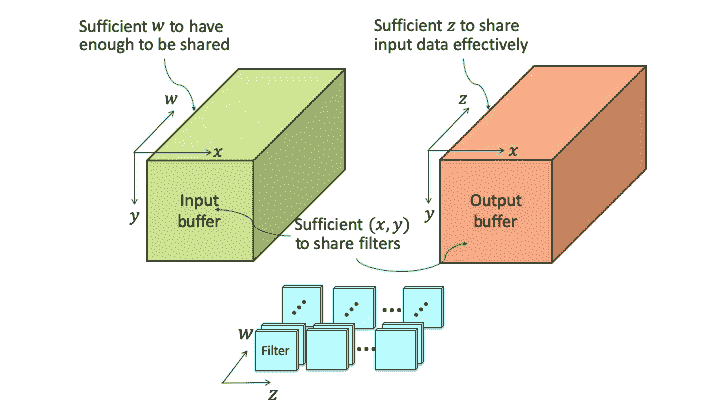 Sufficient w to have
enough to be shared
Sufficient z to share
input data effectively
w
x
y
Input
buffer
z
x
y
Output
buffer
Sufficient (x, y)
to share filters
w
Filter
z